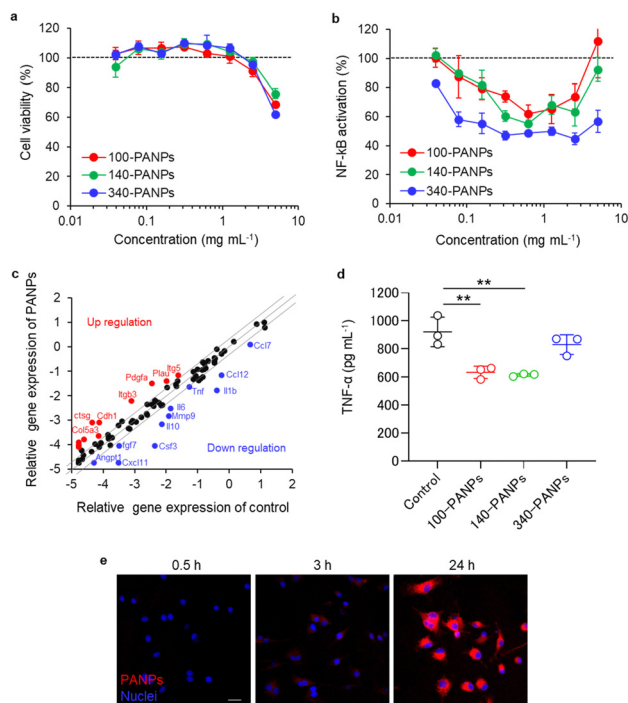 a
Cell viability (%)
120
100
80
60
40
20
0
100-PANPs
140-PANPs
340-PANPs
0.01
0.1
1
10
Concentration (mg mL-1)
b
NF-kB activation (%)
120
100
80
60
40
20
0
100-PANPs
140-PANPs
340-PANPs
0.01
0.1
1
10
Concentration (mg mL-1)
c
Relative gene expression of PANPs
2
1
0
-1
-2
-3
-4
-5
Up regulation
Ccl7
Itg5
Plau
Pdgfa
Ccl12
Tnf
Il1b
Itgb3
Il6
Mmp9
ctsg
Cdh1
Il10
Col5a3
Down regulation
fgf7
Csf3
Angpt1
Cxcl11
-5 -4 -3 -2 -1 0 1 2
Relative gene expression of control
d
TNF-α (pg mL-1)
1200
1000
800
600
400
200
0
**
**
Control
100-PANPs
140-PANPs
340-PANPs
e
0.5 h
3 h
24 h
PANPs
Nuclei